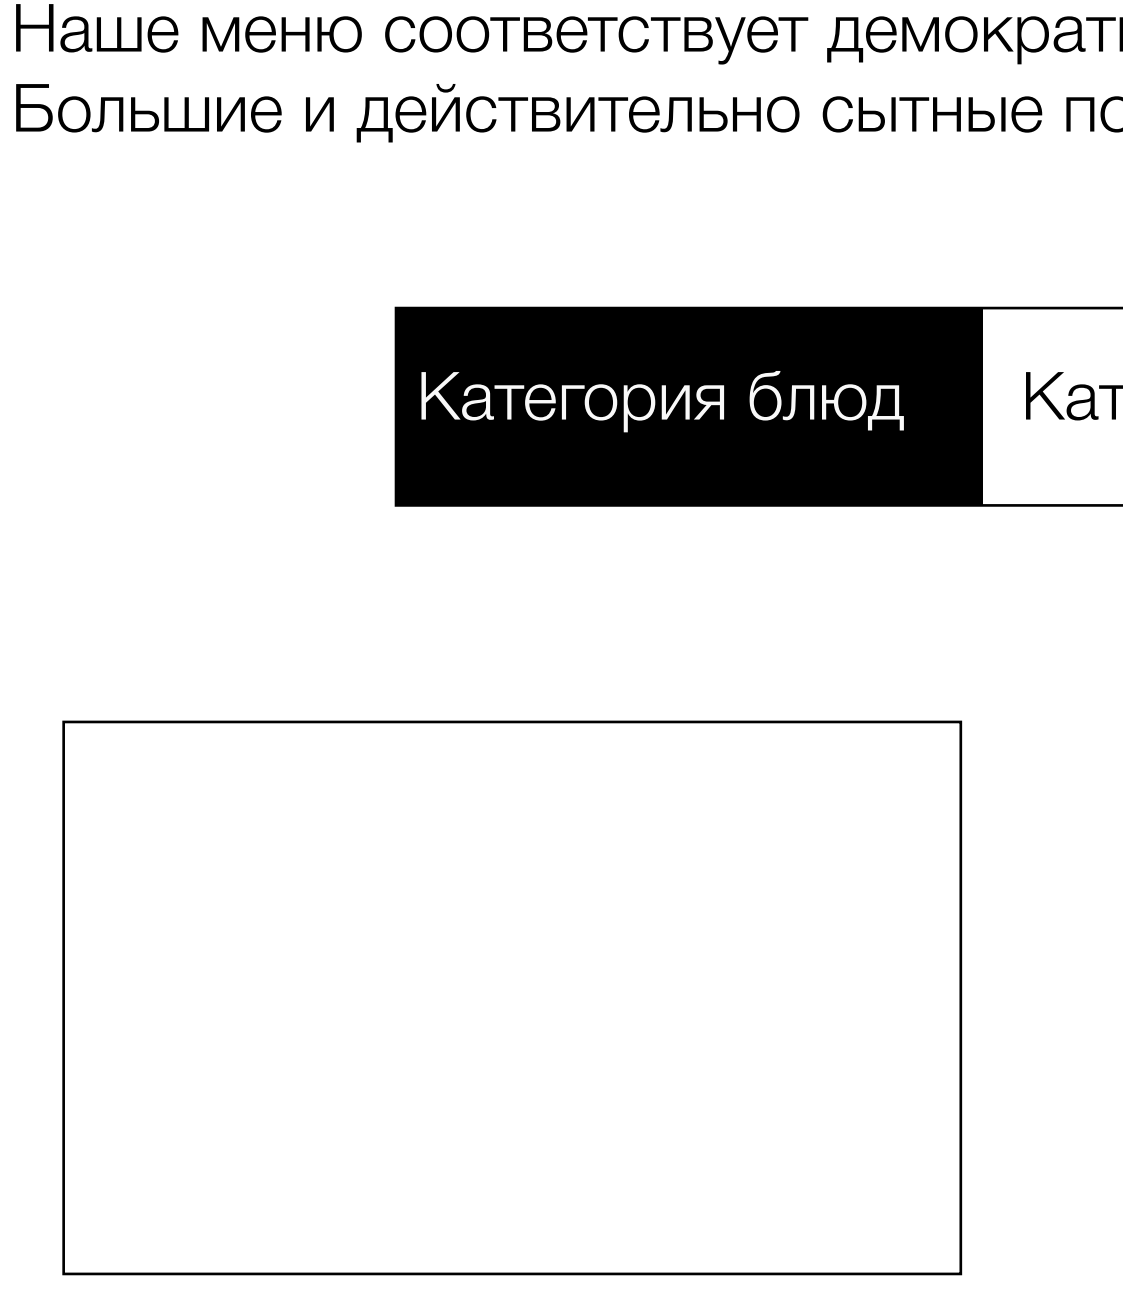 Наше меню соответствует
Большие и действительно сытные
Категория блюд